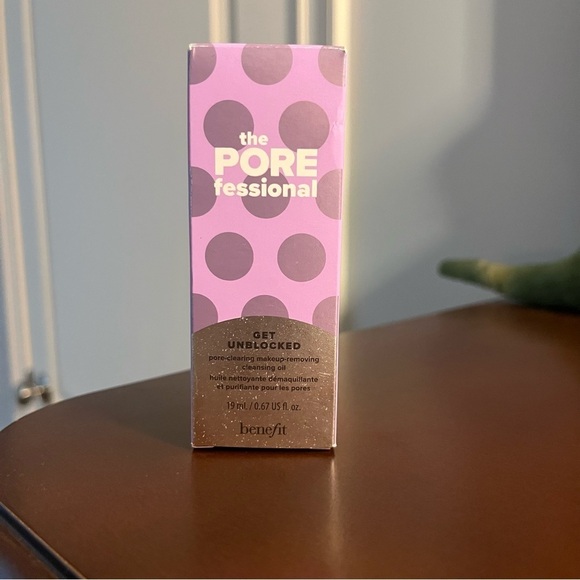 the
PORE
fessional
GET
UNBLOCKED
pore-clearing makeup-removing
cleansing oil
huile nettoyante démaquillante
et purifiante pour les pores
19 mL / 0.67 US fl. oz.
benefit